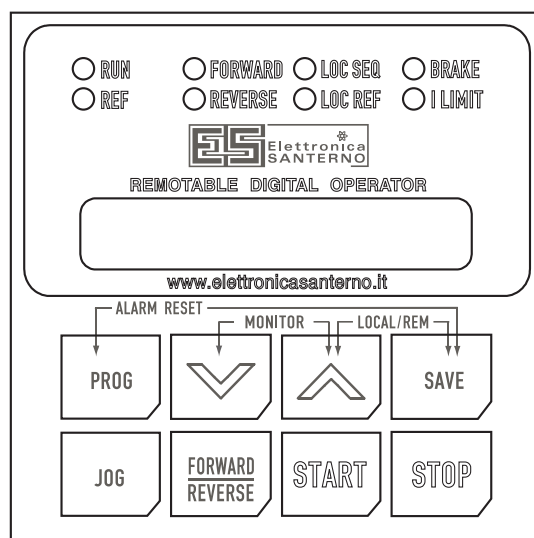 RUN FORWARD LOC SEQ BRAKE
REF REVERSE LOC REF I LIMIT
ES Elettronica
SANTERNO
REMOTABLE DIGITAL OPERATOR
www.elettronicasanterno.it
ALARM RESET
MONITOR LOCAL/REM
PROG SAVE
JOG FORWARD START STOP
REVERSE